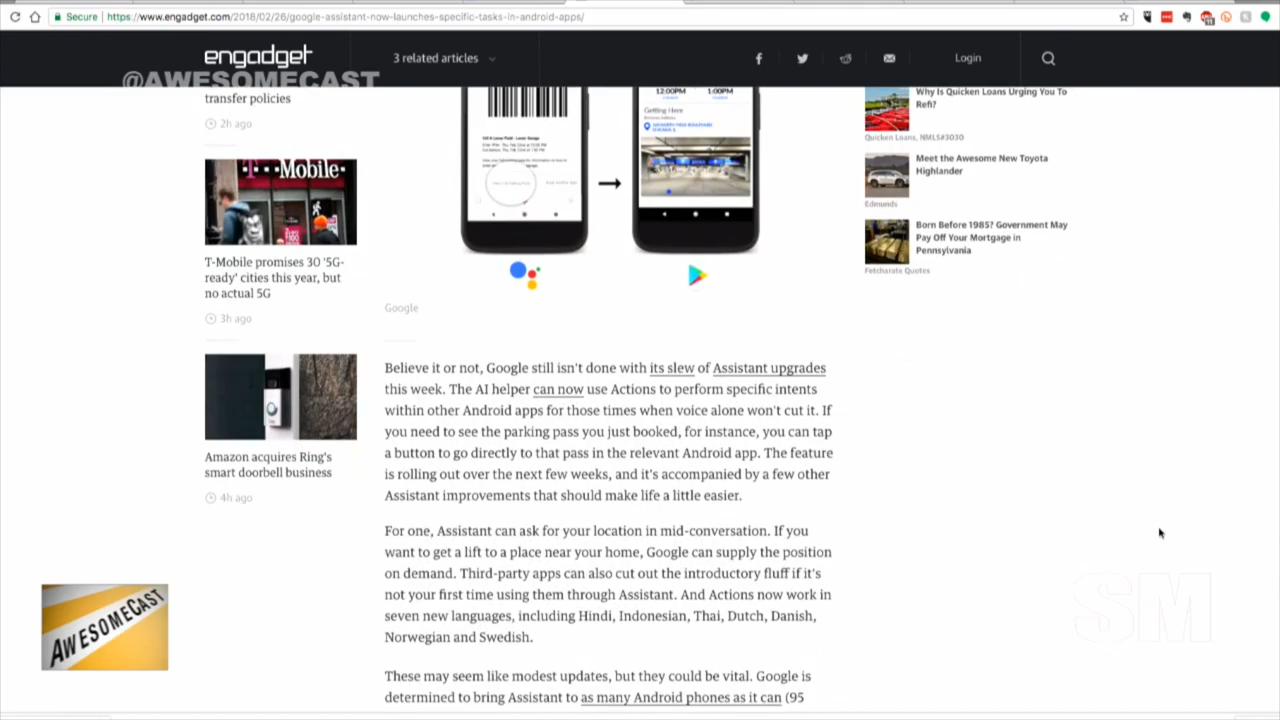 Secure
https://www.engadget.com/2018/02/26/google-assistant-now-launches-specific-tasks-in-android-apps/
engadget
3 related articles
Login
@AWESOMECAST
transfer policies
2h ago
T-Mobile
T-Mobile promises 30 '5G-
ready' cities this year, but
no actual 5G
3h ago
Amazon acquires Ring's
smart doorbell business
4h ago
12:00PM
1:00PM
Getting Here
Google
Believe it or not, Google still isn't done with its slew of Assistant upgrades
this week. The AI helper can now use Actions to perform specific intents
within other Android apps for those times when voice alone won't cut it. If
you need to see the parking pass you just booked, for instance, you can tap
a button to go directly to that pass in the relevant Android app. The feature
is rolling out over the next few weeks, and it's accompanied by a few other
Assistant improvements that should make life a little easier.
For one, Assistant can ask for your location in mid-conversation. If you
want to get a lift to a place near your home, Google can supply the position
on demand. Third-party apps can also cut out the introductory fluff if it's
not your first time using them through Assistant. And Actions now work in
seven new languages, including Hindi, Indonesian, Thai, Dutch, Danish,
Norwegian and Swedish.
These may seem like modest updates, but they could be vital. Google is
determined to bring Assistant to as many Android phones as it can (95
Why Is Quicken Loans Urging You To
Refi?
Quicken Loans, NMLS#3030
Meet the Awesome New Toyota
Highlander
Edmunds
Born Before 1985? Government May
Pay Off Your Mortgage in
Pennsylvania
Fetcharate Quotes
AWESOMECAST
SM